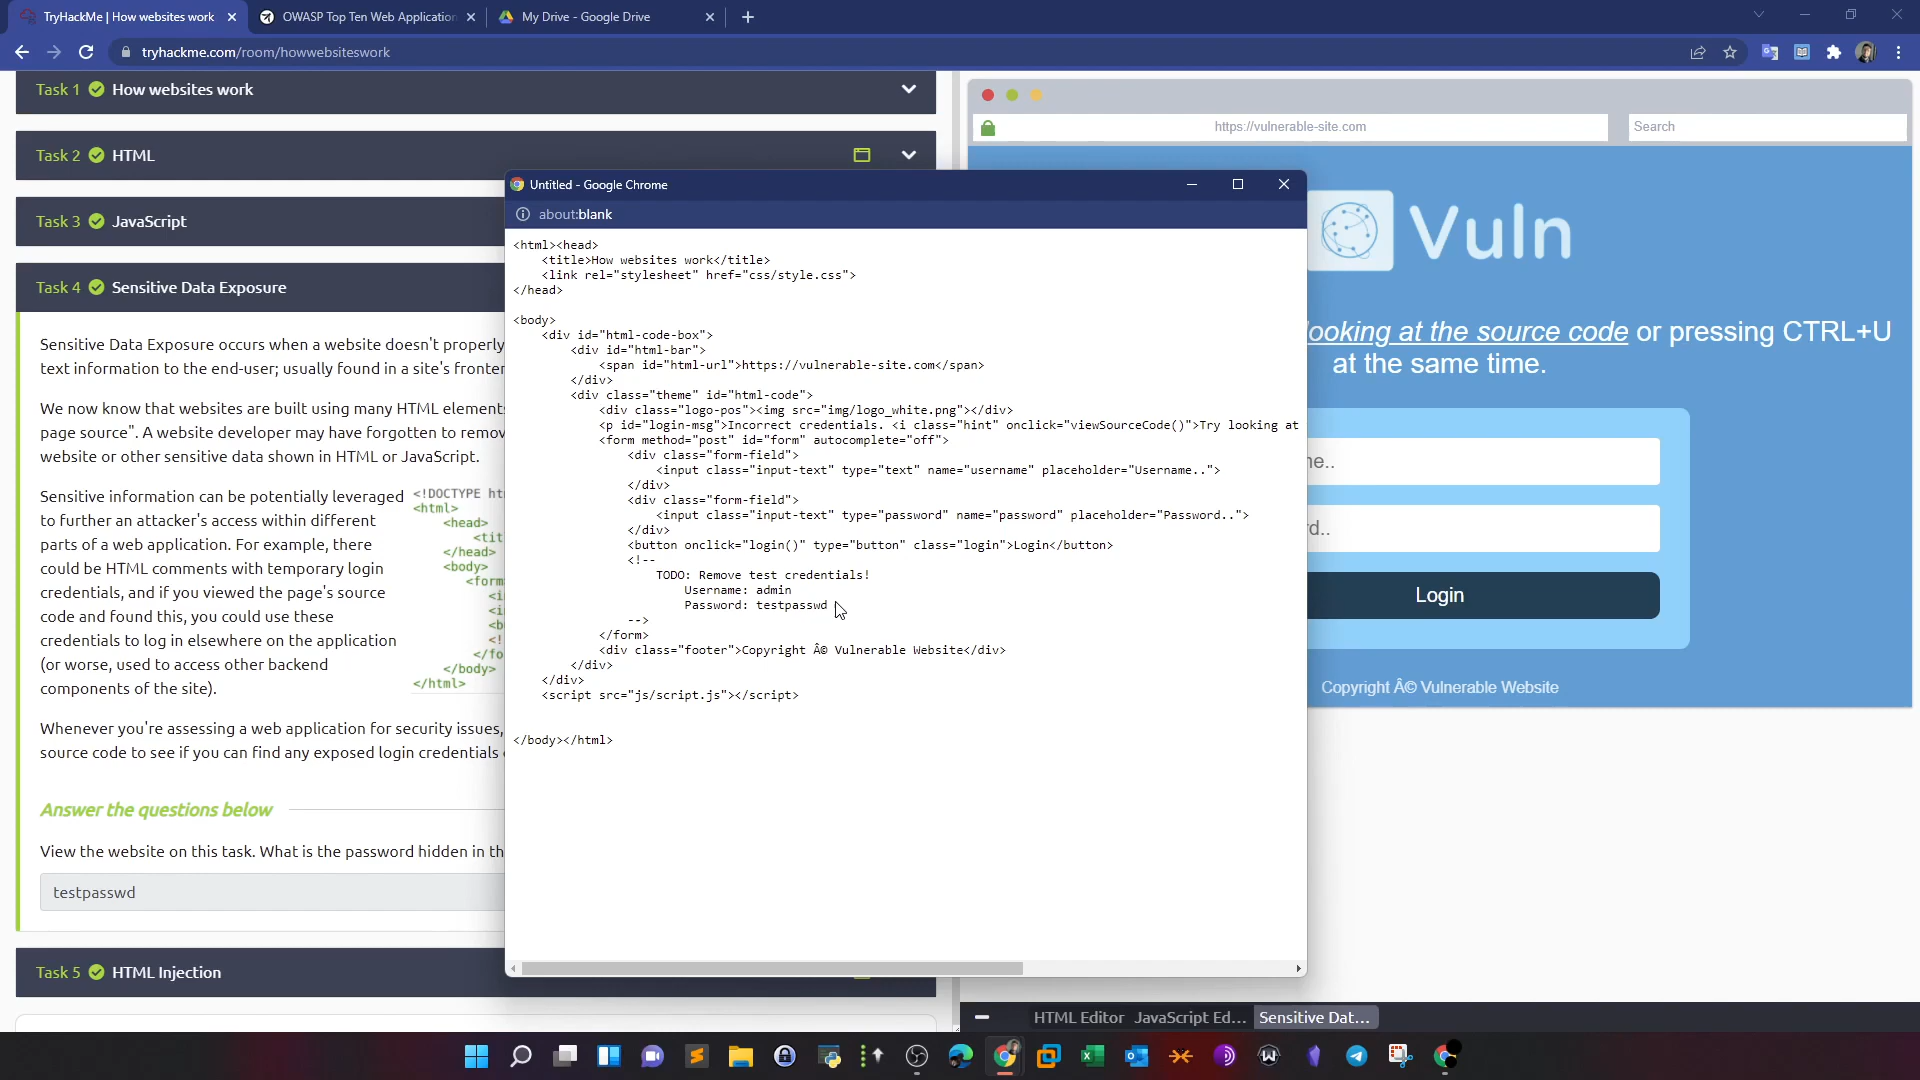 TryHackMe | How websites work
OWASP Top Ten Web Application
My Drive - Google Drive
tryhackme.com/room/howwebsiteswork
Task 1 How websites work
Task 2 HTML
Task 3 JavaScript
Task 4 Sensitive Data Exposure
Sensitive Data Exposure occurs when a website doesn't properly
text information to the end-user; usually found in a site's fronten
We now know that websites are built using many HTML elements
page source". A website developer may have forgotten to remov
website or other sensitive data shown in HTML or JavaScript.
Sensitive information can be potentially leveraged
to further an attacker's access within different
parts of a web application. For example, there
could be HTML comments with temporary login
credentials, and if you viewed the page's source
code and found this, you could use these
credentials to log in elsewhere on the application
(or worse, used to access other backend
components of the site).
<!DOCTYPE ht
<html>
<head>
<tit
</head>
<body>
<form
<i
<i
<b
<!
</fo
</body>
</html>
Whenever you're assessing a web application for security issues,
source code to see if you can find any exposed login credentials
Answer the questions below
View the website on this task. What is the password hidden in th
testpasswd
Task 5 HTML Injection
Untitled - Google Chrome
about:blank
<html><head>
<title>How websites work</title>
<link rel="stylesheet" href="css/style.css">
</head>
<body>
<div id="html-code-box">
<div id="html-bar">
<span id="html-url">https://vulnerable-site.com</span>
</div>
<div class="theme" id="html-code">
<div class="logo-pos"><img src="img/logo_white.png"></div>
<p id="login-msg">Incorrect credentials. <i class="hint" onclick="viewSourceCode()">Try looking at
<form method="post" id="form" autocomplete="off">
<div class="form-field">
<input class="input-text" type="text" name="username" placeholder="Username..">
</div>
<div class="form-field">
<input class="input-text" type="password" name="password" placeholder="Password..">
</div>
<button onclick="login()" type="button" class="login">Login</button>
<!--
TODO: Remove test credentials!
Username: admin
Password: testpasswd
-->
</form>
<div class="footer">Copyright Â© Vulnerable Website</div>
</div>
</div>
<script src="js/script.js"></script>
</body></html>
https://vulnerable-site.com
Search
Vuln
looking at the source code or pressing CTRL+U
at the same time.
ne..
d..
Login
Copyright Â© Vulnerable Website
HTML Editor JavaScript Ed... Sensitive Dat...